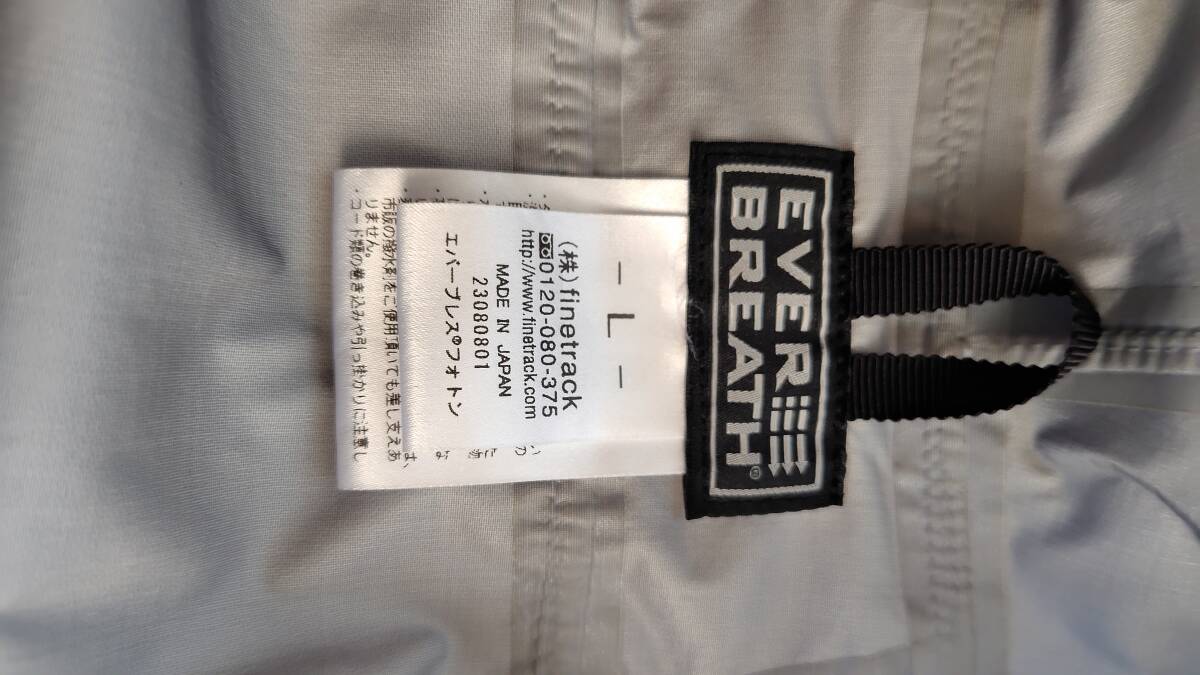 EVER
BREATH®
— L —
(株)finetrack
0120-080-375
http://www.finetrack.com
MADE IN JAPAN
23080801
エバーブレス®フォトン
市販の撥水剤をご使用頂いても差し支えあ
りません。
・コード類の巻き込みや引っ掛かりに注意し